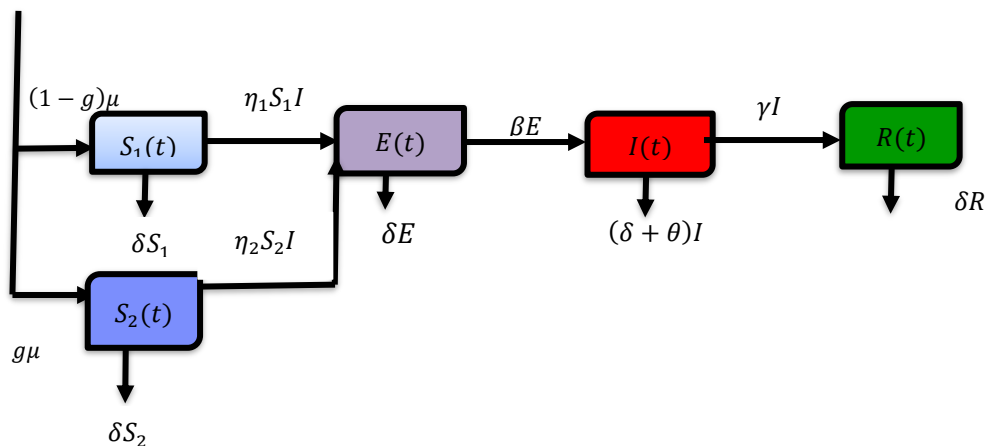 (1 − g)μ
η₁S₁I
βE
γI
S₁(t)
E(t)
I(t)
R(t)
δS₁
η₂S₂I
δE
(δ + θ)I
δR
S₂(t)
gμ
δS₂